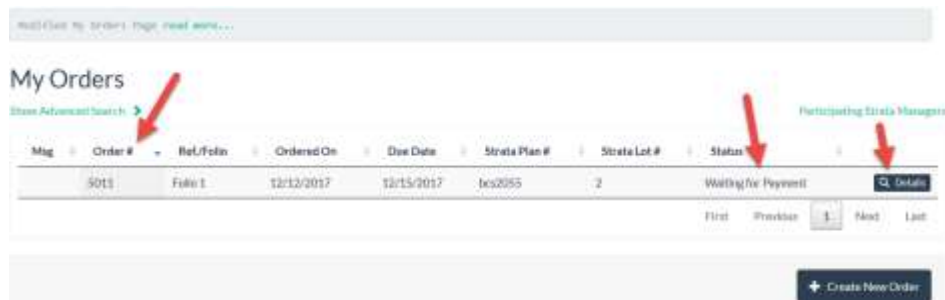 Modified My Orders Page read more...
My Orders
Show Advanced Search
Participating Strata Managers
Msg Order # Ref./Folio Ordered On Due Date Strata Plan # Strata Lot # Status
5011 Folio 1 12/12/2017 12/15/2017 bcs2055 2 Waiting for Payment Details
First Previous 1 Next Last
+ Create New Order